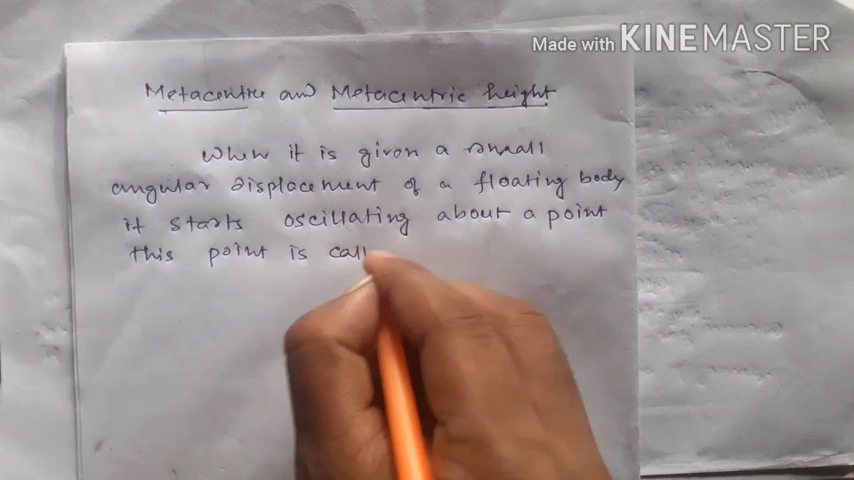 Made with KINEMASTER
Metacentre and Metacentric height
When it is given a small
angular displacement of a floating body
it starts oscillating about a point
this point is call